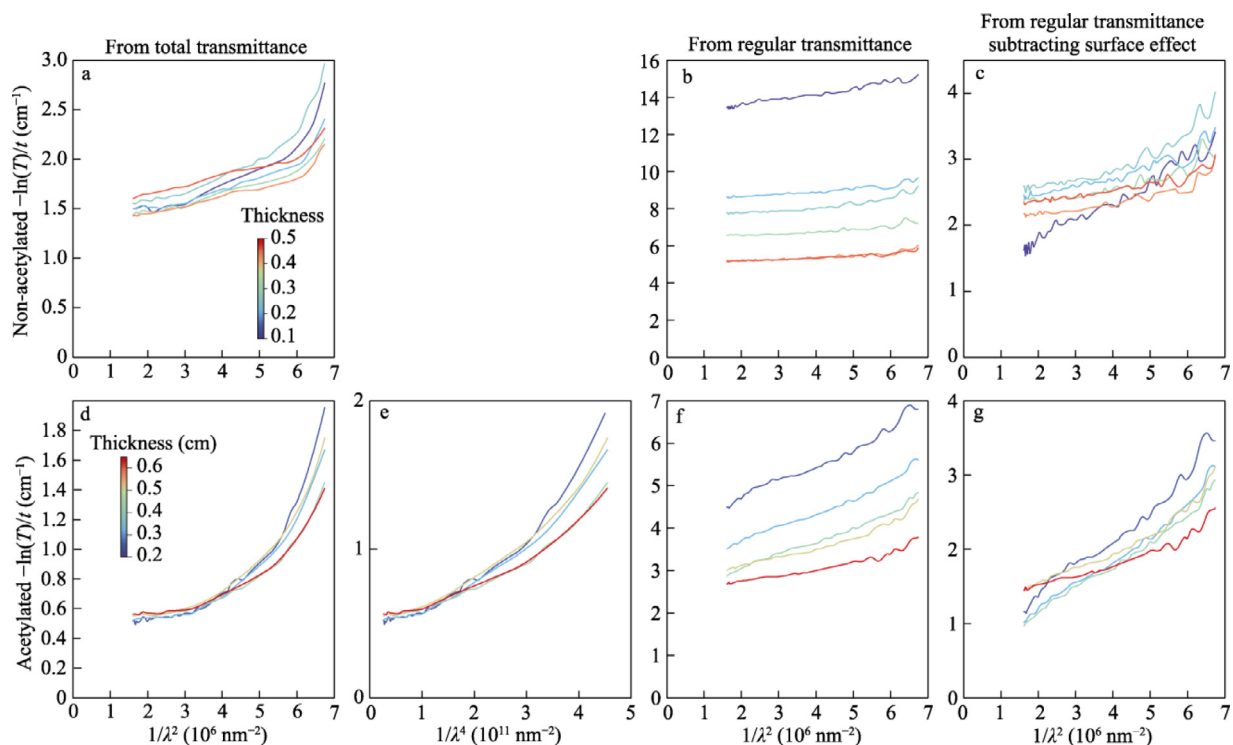 From total transmittance
From regular transmittance
From regular transmittance
subtracting surface effect
Non-acetylated −ln(T)/t (cm⁻¹)
a
3.0
2.5
2.0
1.5
1.0
0.5
0
Thickness
0.5
0.4
0.3
0.2
0.1
0 1 2 3 4 5 6 7
b
16
14
12
10
8
6
4
2
0
0 1 2 3 4 5 6 7
c
4
3
2
1
0
0 1 2 3 4 5 6 7
Acetylated −ln(T)/t (cm⁻¹)
d
1.8
1.6
1.4
1.2
1.0
0.8
0.6
0.4
0.2
0
Thickness (cm)
0.6
0.5
0.4
0.3
0.2
0 1 2 3 4 5 6 7
1/λ² (10⁶ nm⁻²)
e
2
1
0
0 1 2 3 4 5
1/λ⁴ (10¹¹ nm⁻²)
f
7
6
5
4
3
2
1
0
0 1 2 3 4 5 6 7
1/λ² (10⁶ nm⁻²)
g
4
3
2
1
0
0 1 2 3 4 5 6 7
1/λ² (10⁶ nm⁻²)